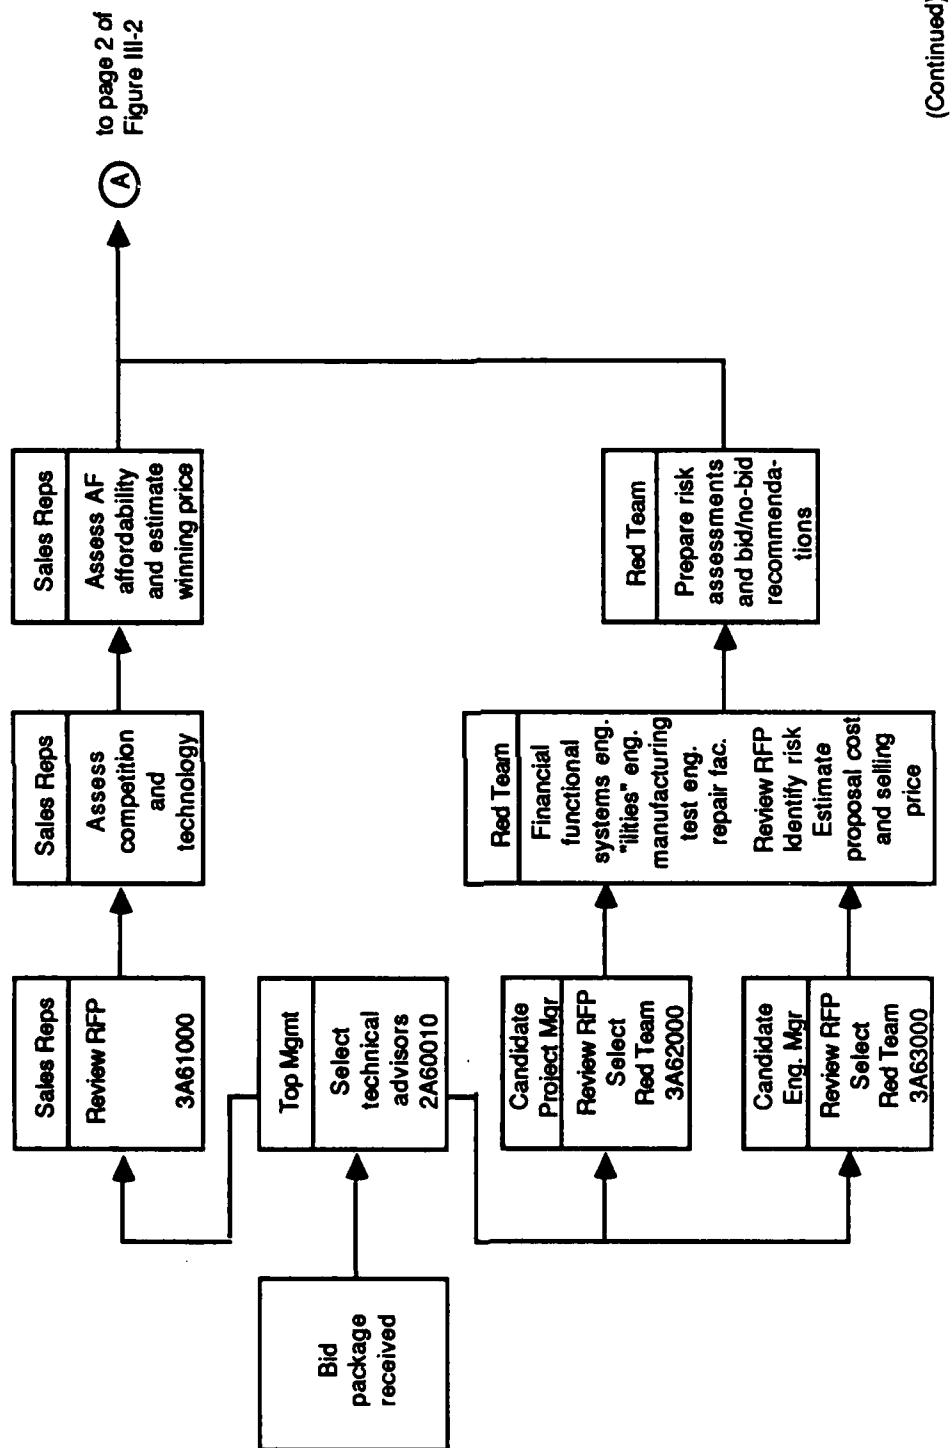 Bid
package
received
Top Mgmt
Select
technical
advisors
2A60010
Sales Reps
Review RFP
3A61000
Sales Reps
Assess
competition
and
technology
Sales Reps
Assess AF
affordability
and estimate
winning price
A
to page 2 of
Figure III-2
Candidate
Project Mgr
Review RFP
Select
Red Team
3A62000
Candidate
Eng. Mgr
Review RFP
Select
Red Team
3A63000
Red Team
Financial
functional
systems eng.
"ilities" eng.
manufacturing
test eng.
repair fac.
Review RFP
Identify risk
Estimate
proposal cost
and selling
price
Red Team
Prepare risk
assessments
and bid/no-bid
recommenda-
tions
(Continued)